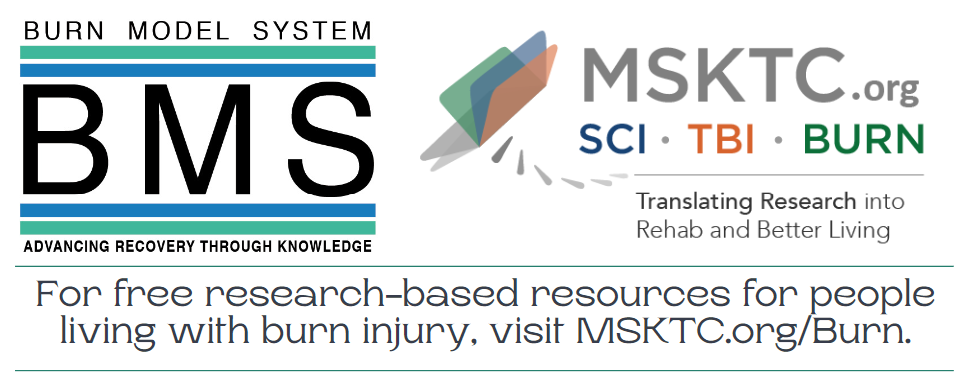 BURN MODEL SYSTEM
BMS
ADVANCING RECOVERY THROUGH KNOWLEDGE
MSKTC.org
SCI · TBI · BURN
Translating Research into
Rehab and Better Living
For free research-based resources for people
living with burn injury, visit MSKTC.org/Burn.